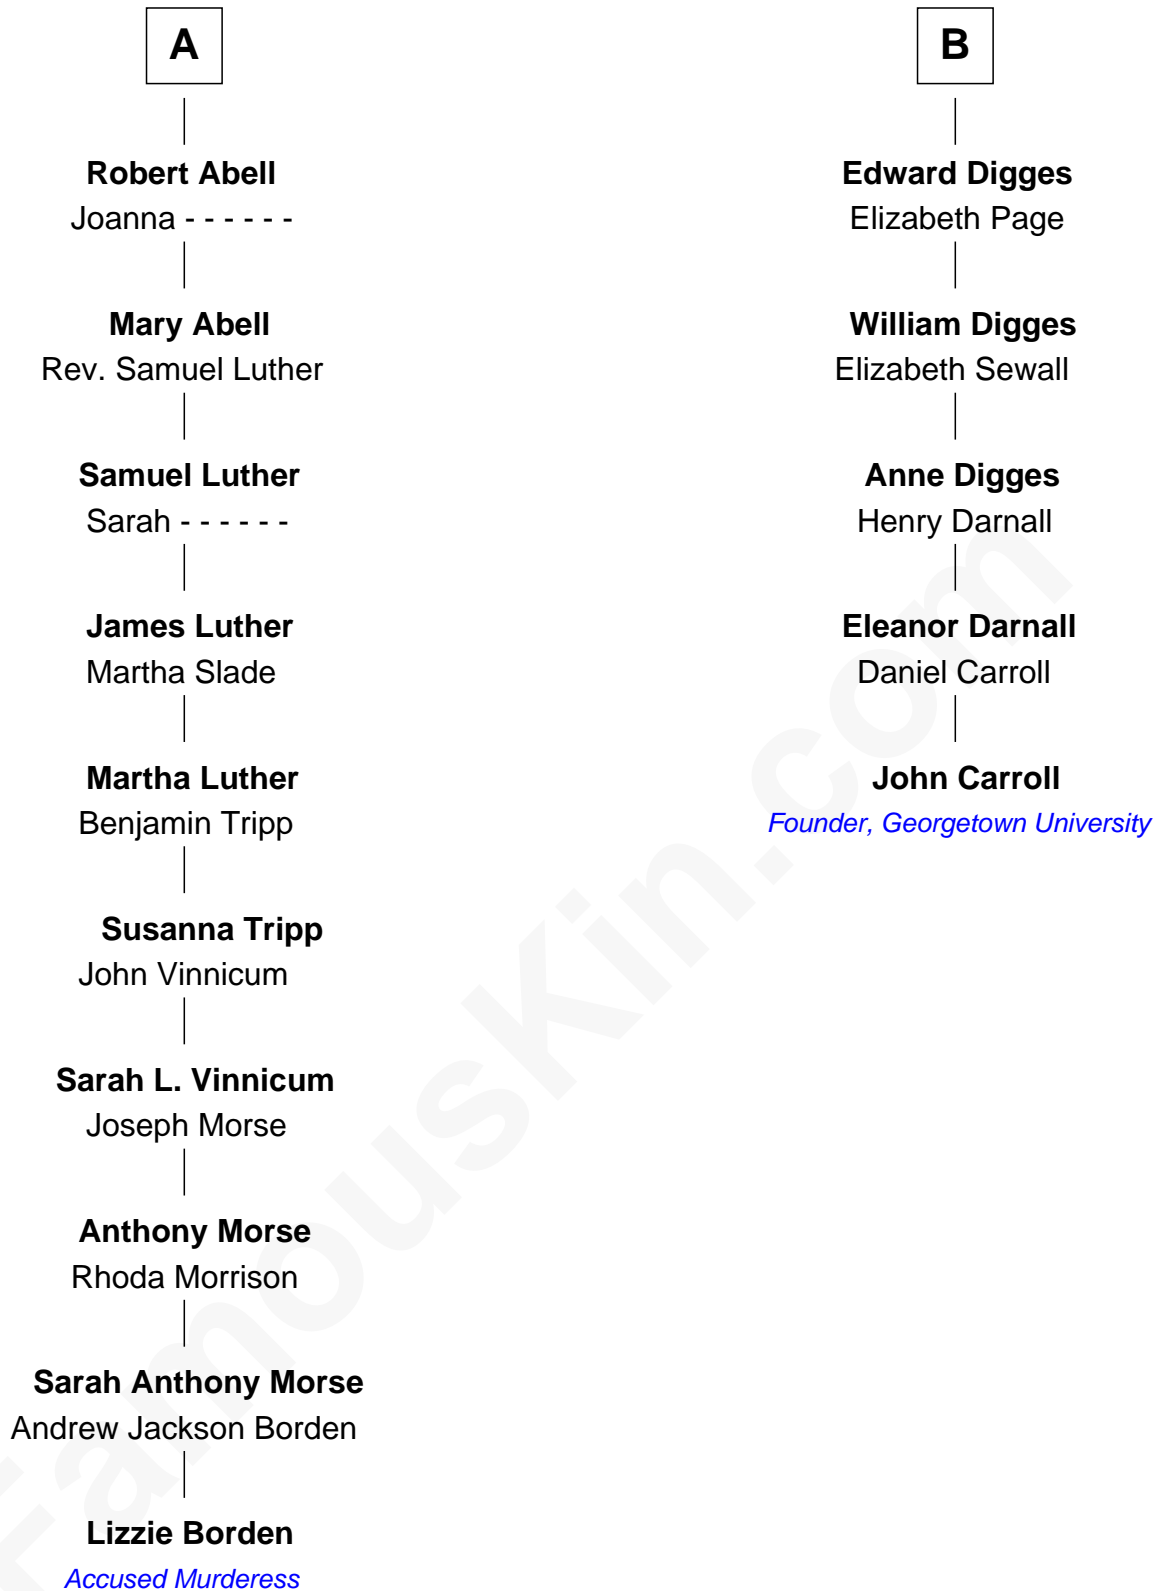 A
Robert Abell
Joanna - - - - - -
Mary Abell
Rev. Samuel Luther
Samuel Luther
Sarah - - - - - -
James Luther
Martha Slade
Martha Luther
Benjamin Tripp
Susanna Tripp
John Vinnicum
Sarah L. Vinnicum
Joseph Morse
Anthony Morse
Rhoda Morrison
Sarah Anthony Morse
Andrew Jackson Borden
Lizzie Borden
Accused Murderess
B
Edward Digges
Elizabeth Page
William Digges
Elizabeth Sewall
Anne Digges
Henry Darnall
Eleanor Darnall
Daniel Carroll
John Carroll
Founder, Georgetown University
FamousKin.com